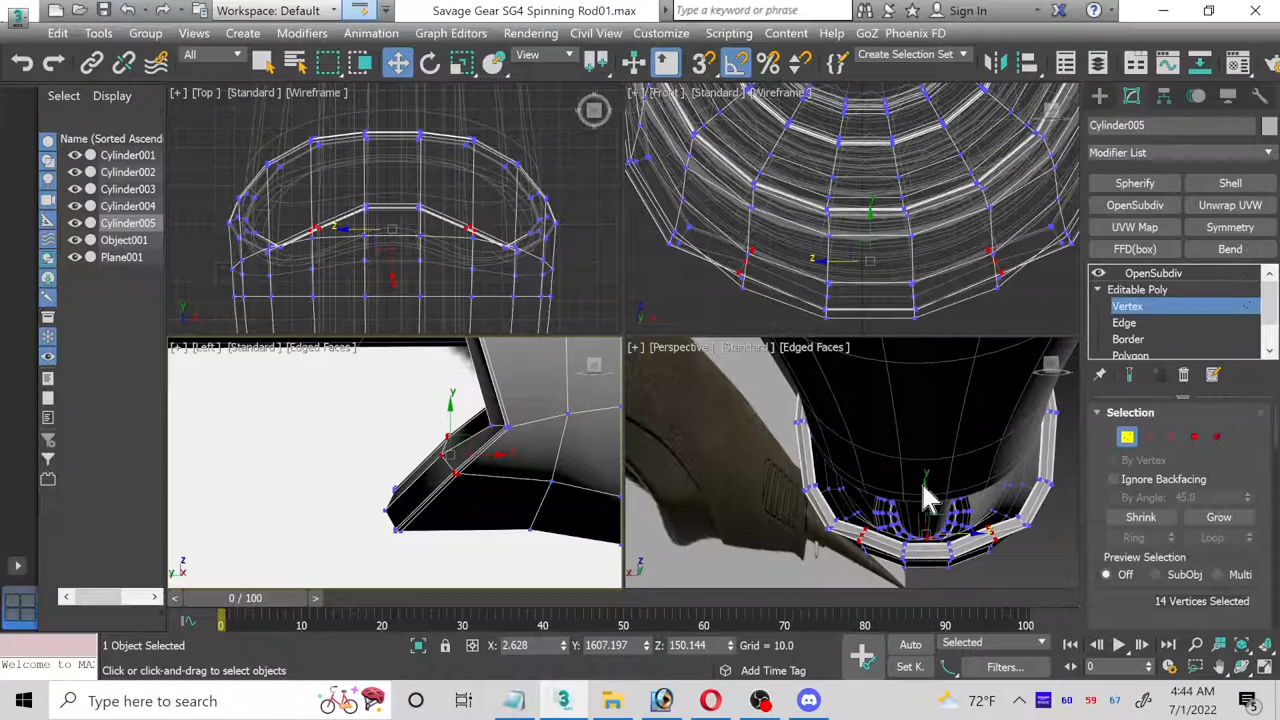 Workspace: Default
Savage Gear SG4 Spinning Rod01.max
Type a keyword or phrase
Sign In
Edit Tools Group Views Create Modifiers Animation Graph Editors Rendering Civil View Customize Scripting Content Help GoZ Phoenix FD
All
View
Create Selection Set
Select Display
Name (Sorted Ascend
Cylinder001
Cylinder002
Cylinder003
Cylinder004
Cylinder005
Object001
Plane001
[+] [Top] [Standard] [Wireframe]
[+] [Front] [Standard] [Wireframe]
[+] [Left] [Standard] [Edged Faces]
[+] [Perspective] [Standard] [Edged Faces]
Cylinder005
Modifier List
Spherify Shell
OpenSubdiv Unwrap UVW
UVW Map Symmetry
FFD(box) Bend
OpenSubdiv
Editable Poly
Vertex
Edge
Border
Polygon
Selection
By Vertex
Ignore Backfacing
By Angle: 45.0
Shrink Grow
Ring Loop:
Preview Selection
Off SubObj Multi
14 Vertices Selected
0 / 100
0 10 20 30 40 50 60 70 80 90 100
1 Object Selected
X: 2.628 Y: 1607.197 Z: 150.144 Grid = 10.0
Auto Selected
Welcome to MA
Click or click-and-drag to select objects
Add Time Tag
Set K. Filters...
0
Type here to search
72°F
60 59 67
4:44 AM
7/1/2022
5